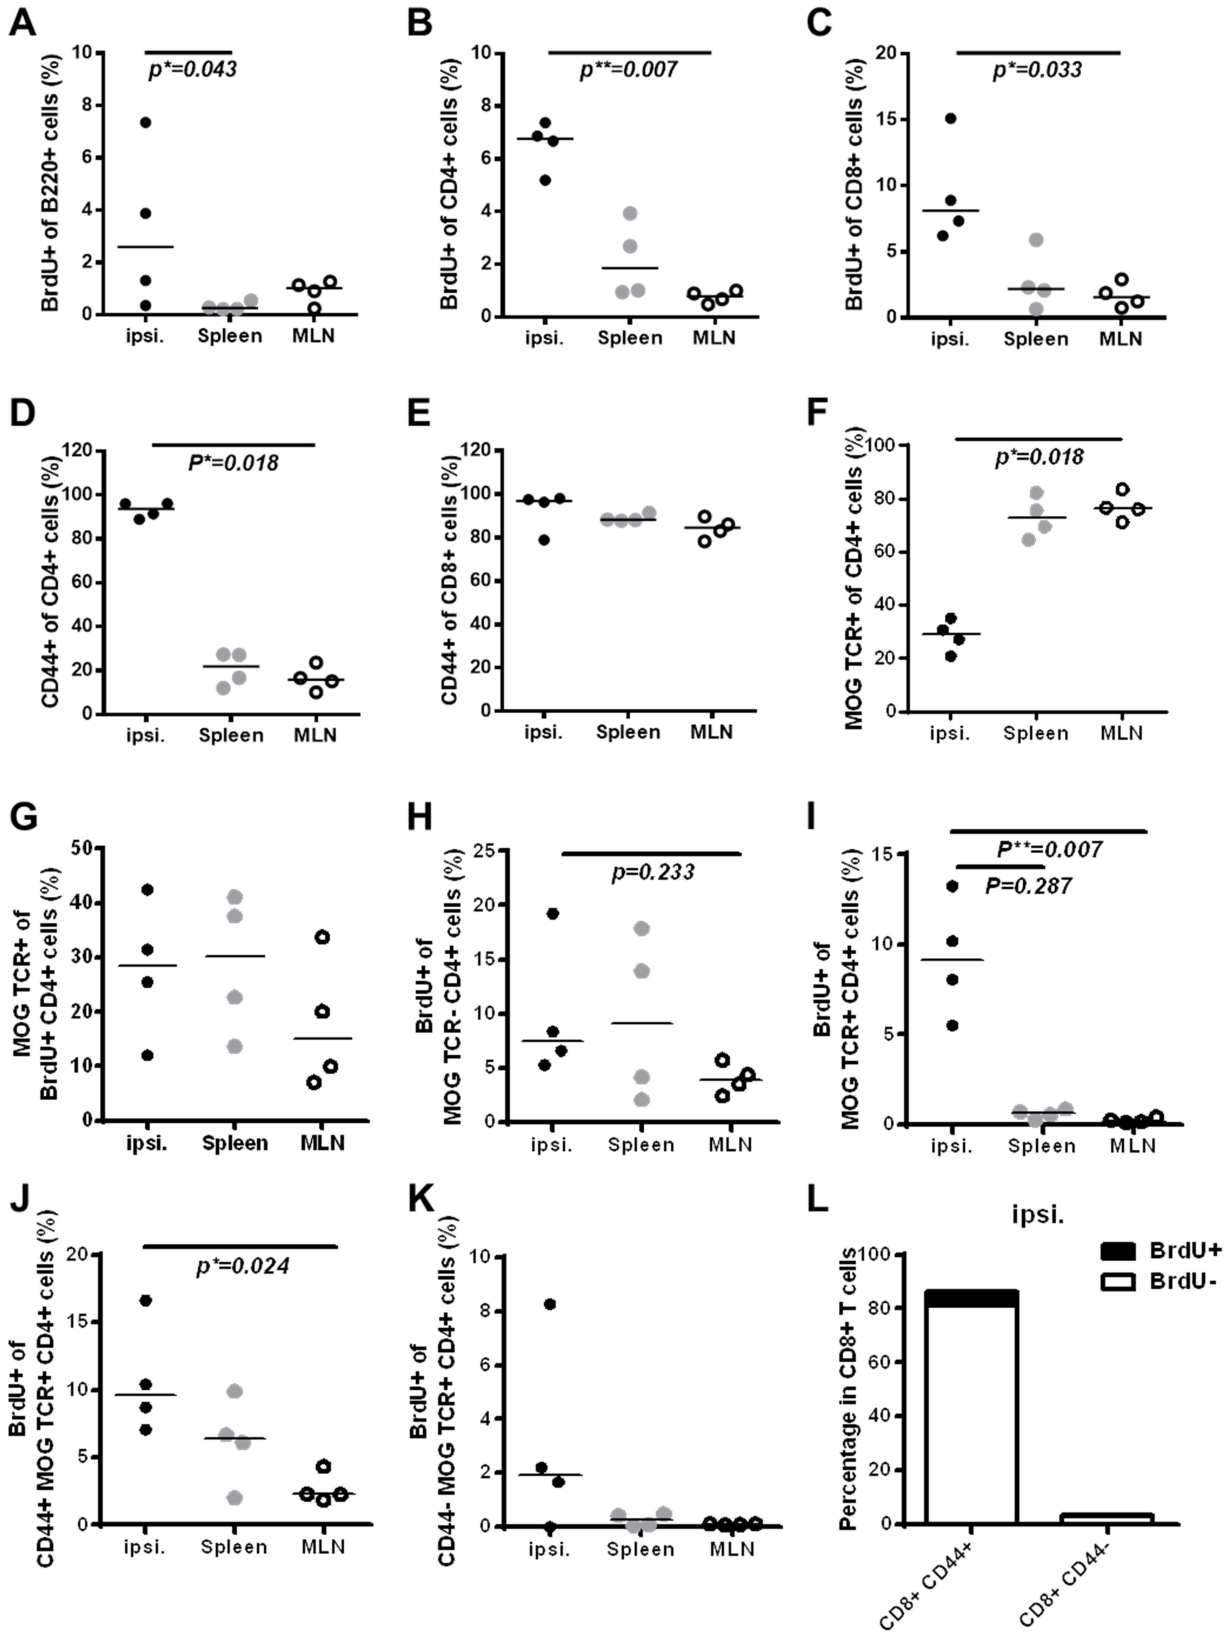 A
BrdU+ of B220+ cells (%)
10
8
6
4
2
0
p*=0.043
ipsi. Spleen MLN
B
BrdU+ of CD4+ cells (%)
10
8
6
4
2
0
p**=0.007
ipsi. Spleen MLN
C
BrdU+ of CD8+ cells (%)
20
15
10
5
0
p*=0.033
ipsi. Spleen MLN
D
CD44+ of CD4+ cells (%)
120
100
80
60
40
20
0
P*=0.018
ipsi. Spleen MLN
E
CD44+ of CD8+ cells (%)
120
100
80
60
40
20
0
ipsi. Spleen MLN
F
MOG TCR+ of CD4+ cells (%)
100
80
60
40
20
0
p*=0.018
ipsi. Spleen MLN
G
MOG TCR+ of
BrdU+ CD4+ cells (%)
50
40
30
20
10
0
ipsi. Spleen MLN
H
BrdU+ of
MOG TCR- CD4+ cells (%)
25
20
15
10
5
0
p=0.233
ipsi. Spleen MLN
I
BrdU+ of
MOG TCR+ CD4+ cells (%)
15
10
5
0
P**=0.007
P=0.287
ipsi. Spleen MLN
J
BrdU+ of
CD44+ MOG TCR+ CD4+ cells (%)
20
15
10
5
0
p*=0.024
ipsi. Spleen MLN
K
BrdU+ of
CD44- MOG TCR+ CD4+ cells (%)
10
8
6
4
2
0
ipsi. Spleen MLN
L
ipsi.
Percentage in CD8+ T cells
100
80
60
40
20
0
BrdU+
BrdU-
CD8+ CD44+
CD8+ CD44-